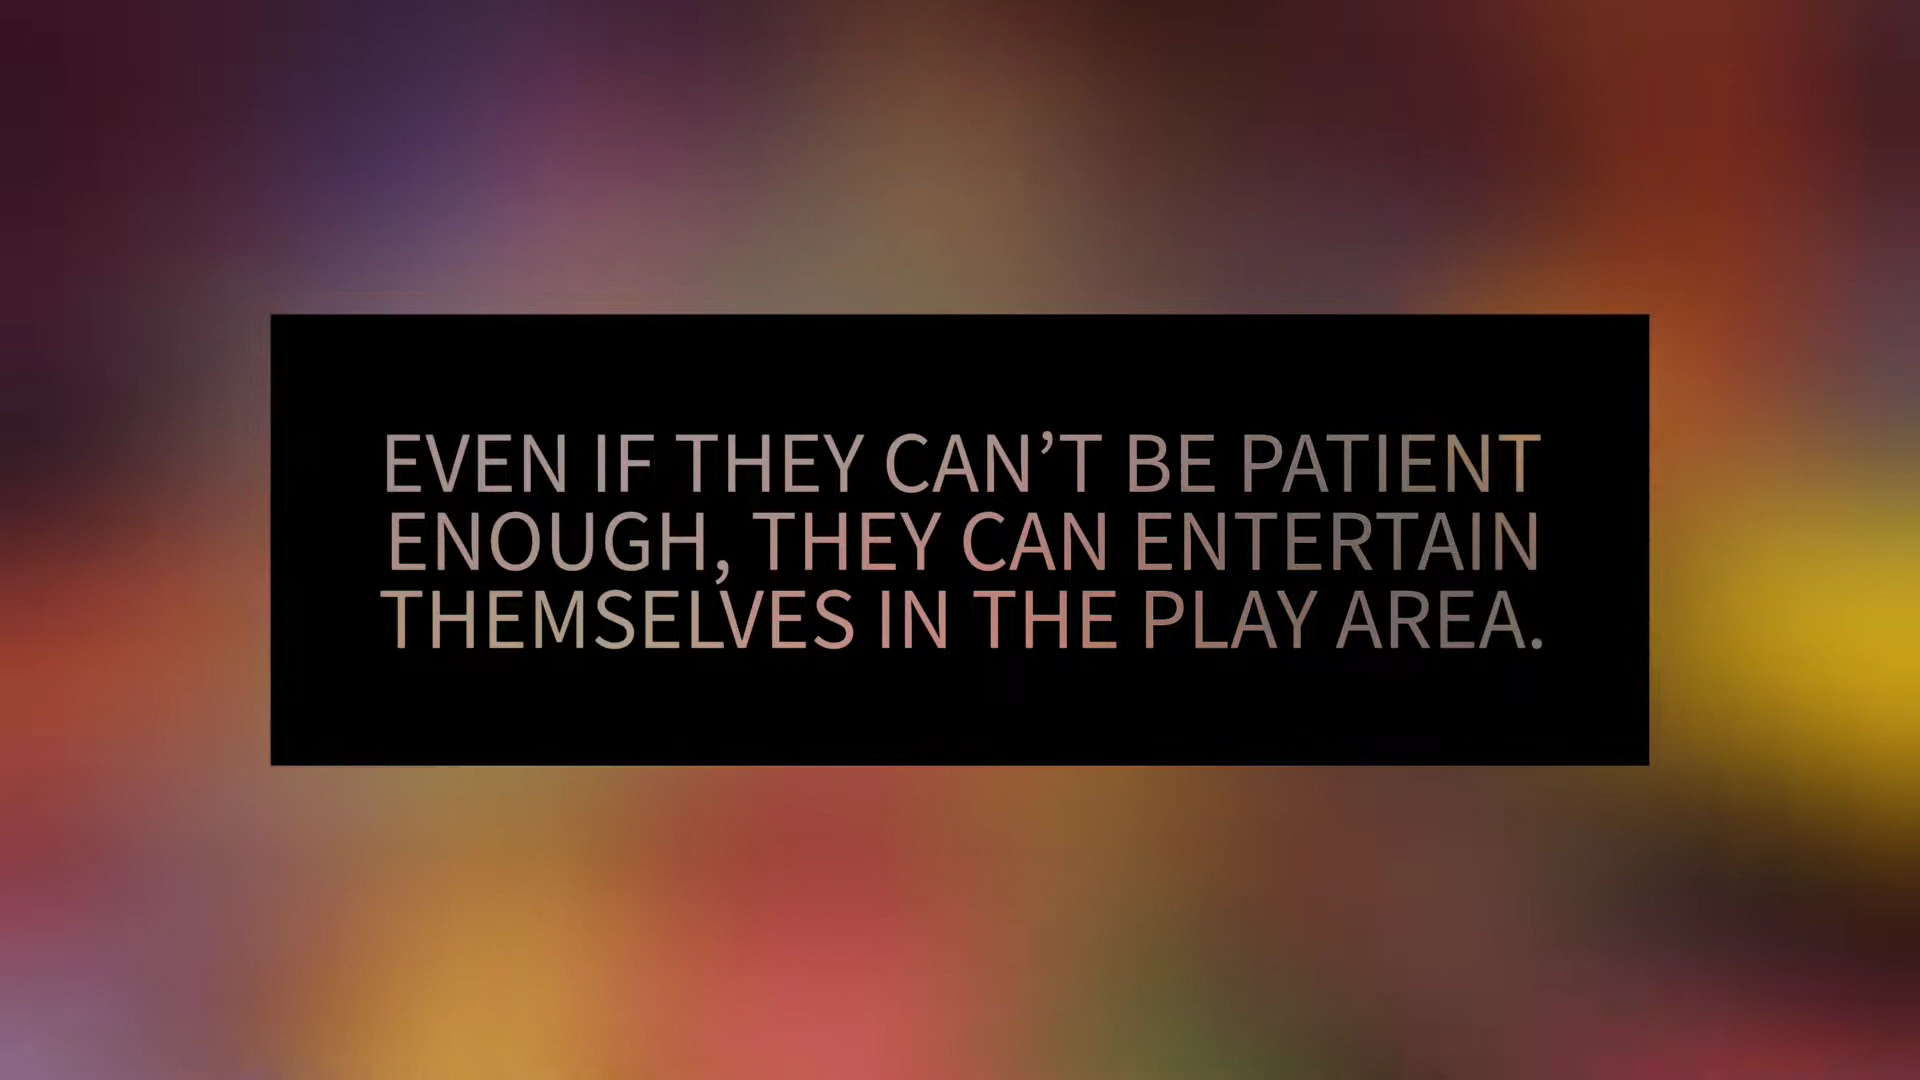 EVEN IF THEY CAN’T BE PATIENT
ENOUGH, THEY CAN ENTERTAIN
THEMSELVES IN THE PLAY AREA.